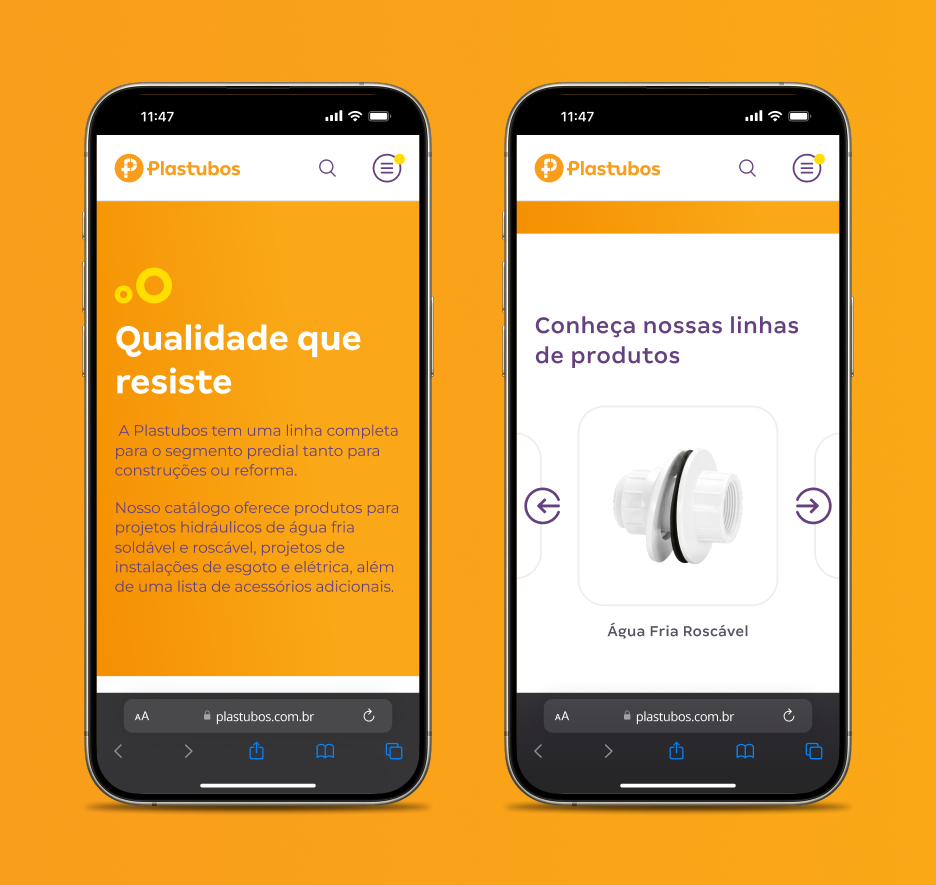 11:47
Plastubos
Qualidade que
resiste
A Plastubos tem uma linha completa
para o segmento predial tanto para
construções ou reforma.
Nosso catálogo oferece produtos para
projetos hidráulicos de água fria
soldável e roscável, projetos de
instalações de esgoto e elétrica, além
de uma lista de acessórios adicionais.
AA
plastubos.com.br
11:47
Plastubos
Conheça nossas linhas
de produtos
Água Fria Roscável
AA
plastubos.com.br